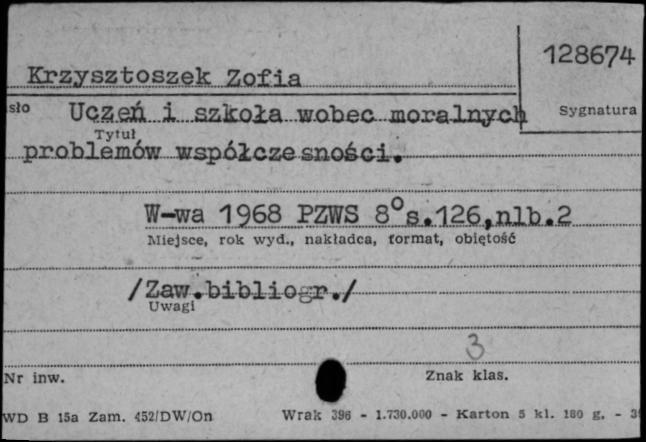 128674
Krzysztoszek Zofia
sło Uczeń i szkoła wobec moralnych
Sygnatura
Tytuł
problemów współczesności.
W-wa 1968 PZWS 8° s.126,nlb.2
Miejsce, rok wyd., nakładca, format, objętość
/Zaw.bibliogr./
Uwagi
3
Nr inw.
Znak klas.
WD B 15a Zam. 452/DW/On Wrak 396 - 1.730.000 - Karton 5 kl. 180 g. -